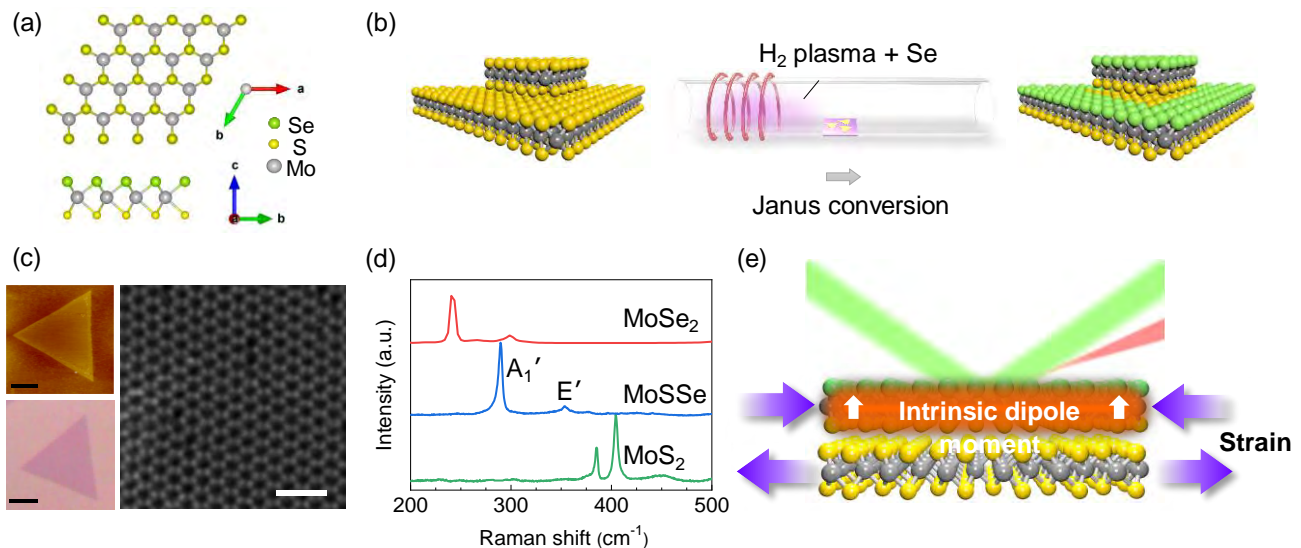 (a)
a
b
Se
S
Mo
c
a
b
(b)
H₂ plasma + Se
Janus conversion
(c)
(d)
Intensity (a.u.)
MoSe₂
A₁′
E′
MoSSe
MoS₂
200
300
400
500
Raman shift (cm⁻¹)
(e)
Intrinsic dipole
moment
Strain